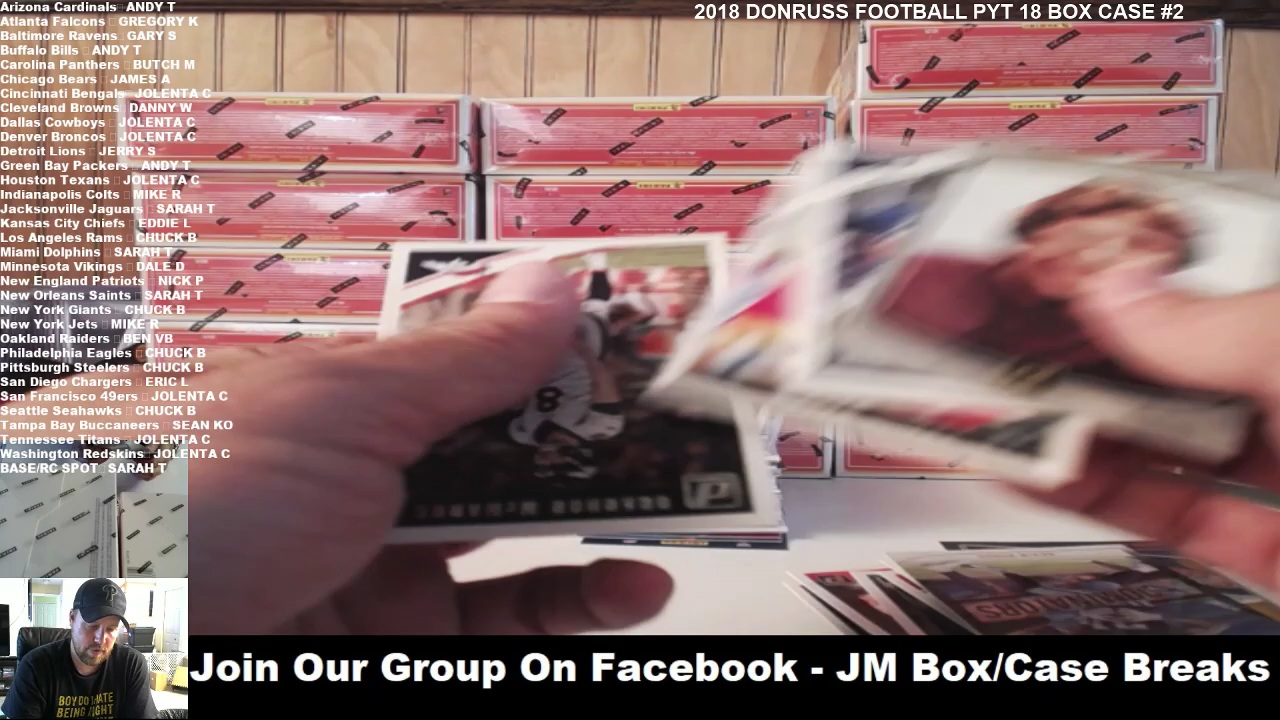 2018 DONRUSS FOOTBALL PYT 18 BOX CASE #2
Arizona Cardinals ANDY T
Atlanta Falcons GREGORY K
Baltimore Ravens GARY S
Buffalo Bills ANDY T
Carolina Panthers BUTCH M
Chicago Bears JAMES A
Cincinnati Bengals JOLENTA C
Cleveland Browns DANNY W
Dallas Cowboys JOLENTA C
Denver Broncos JOLENTA C
Detroit Lions JERRY S
Green Bay Packers ANDY T
Houston Texans JOLENTA C
Indianapolis Colts MIKE R
Jacksonville Jaguars SARAH T
Kansas City Chiefs EDDIE L
Los Angeles Rams CHUCK B
Miami Dolphins SARAH T
Minnesota Vikings DALE D
New England Patriots NICK P
New Orleans Saints SARAH T
New York Giants CHUCK B
New York Jets MIKE R
Oakland Raiders BEN VB
Philadelphia Eagles CHUCK B
Pittsburgh Steelers CHUCK B
San Diego Chargers ERIC L
San Francisco 49ers JOLENTA C
Seattle Seahawks CHUCK B
Tampa Bay Buccaneers SEAN KO
Tennessee Titans JOLENTA C
Washington Redskins JOLENTA C
BASE/RC SPOT SARAH T
8
P
BOY DO I HATE
BEING RIGHT
Join Our Group On Facebook - JM Box/Case Breaks